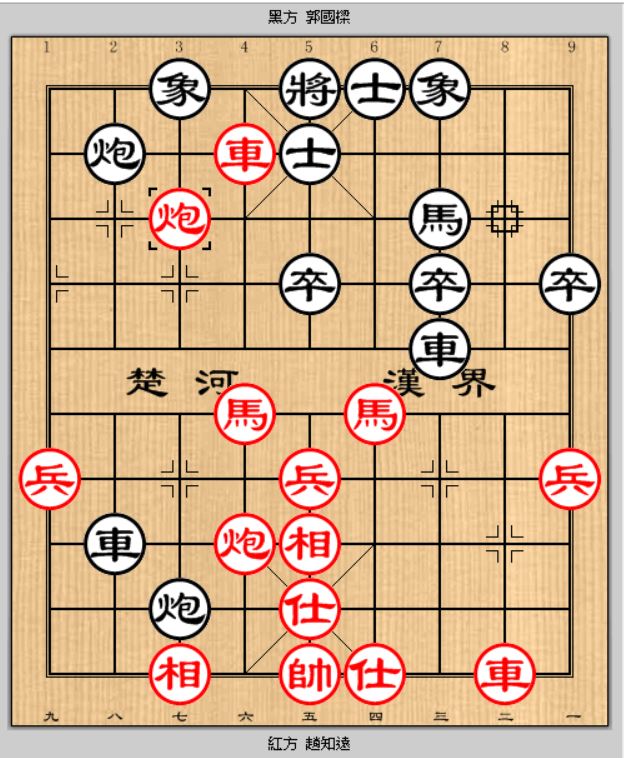 黑方 郭國樑
1 2 3 4 5 6 7 8 9
象 將 士 象
炮 車 士
炮 馬
卒 卒 卒
車
楚 河 漢 界
馬 馬
兵 兵 兵
車 炮 相
炮 仕
相 帥 仕 車
九 八 七 六 五 四 三 二 一
紅方 趙知遠